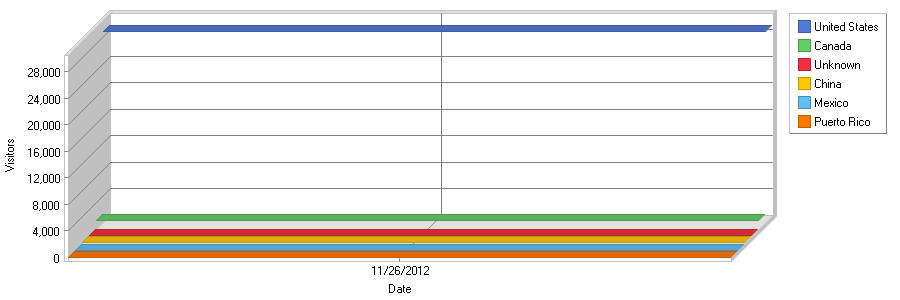 United States
Canada
Unknown
China
Mexico
Puerto Rico
Visitors
28,000
24,000
20,000
16,000
12,000
8,000
4,000
0
11/26/2012
Date